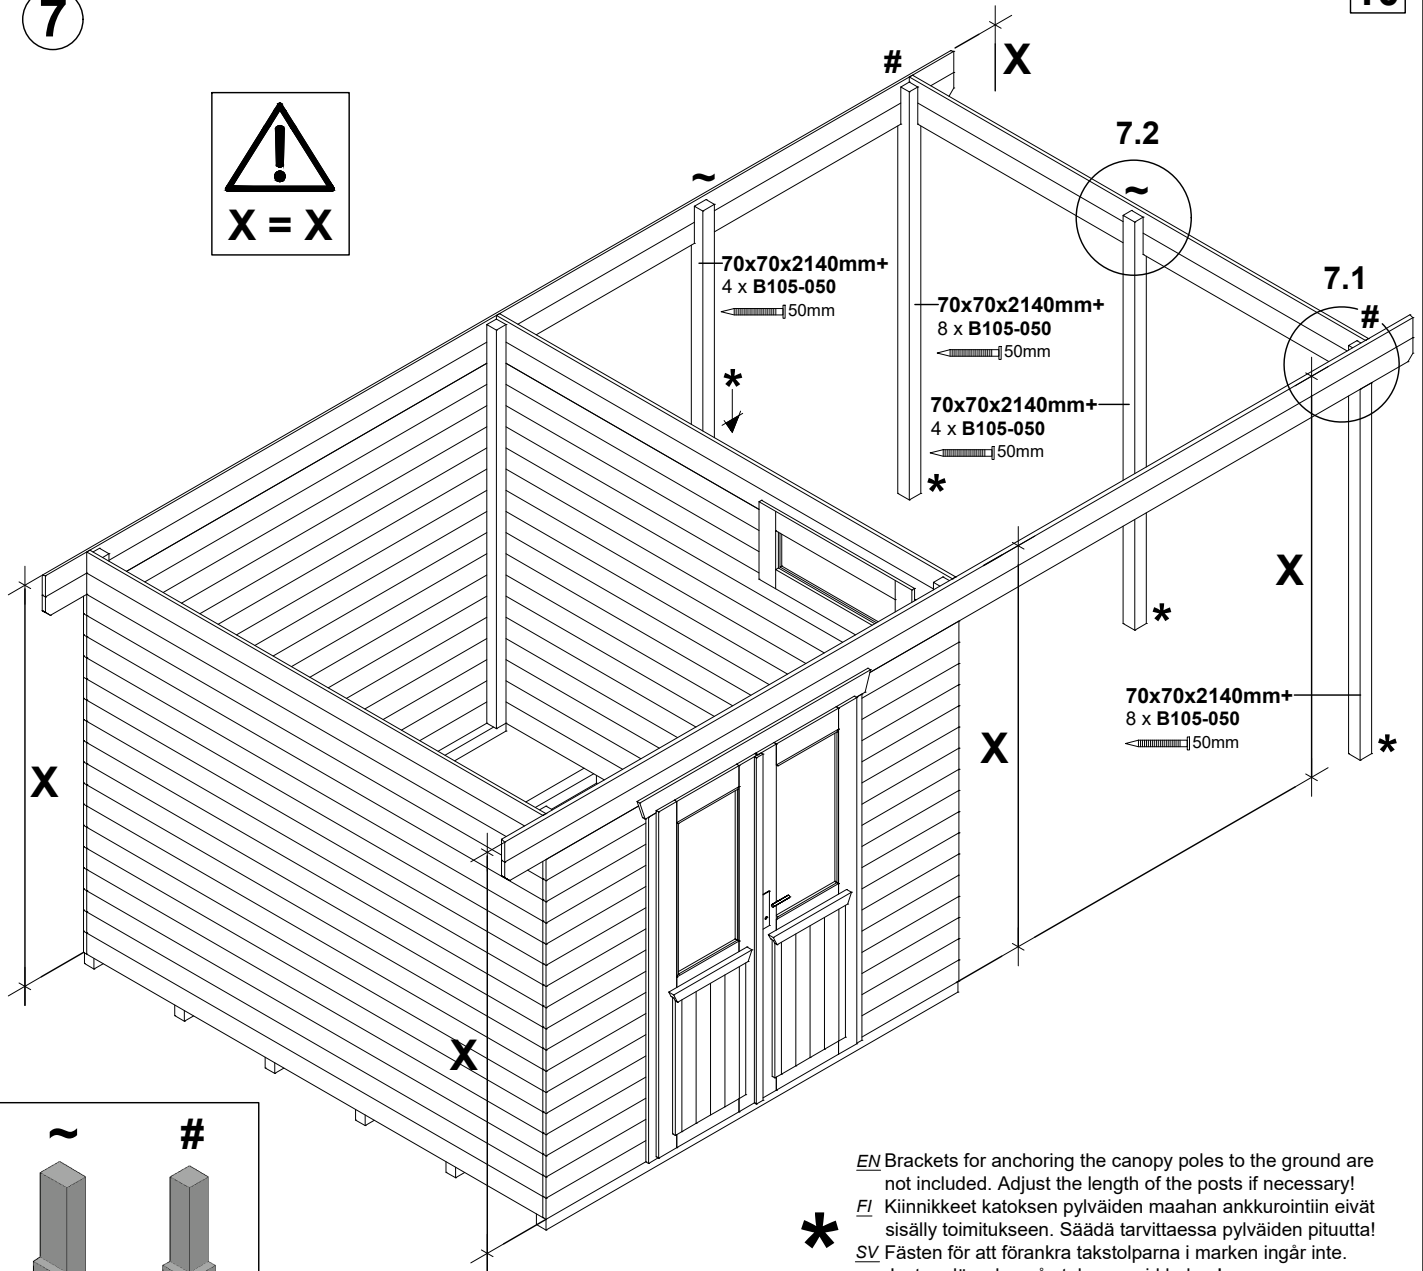 7
#
X
7.2
~
~
X = X
70x70x2140mm+
4 x B105-050
50mm
7.1
#
70x70x2140mm+
8 x B105-050
50mm
*
70x70x2140mm+
4 x B105-050
50mm
*
X
*
70x70x2140mm+
8 x B105-050
50mm
*
X
X
X
~
#
*
EN Brackets for anchoring the canopy poles to the ground are
not included. Adjust the length of the posts if necessary!
FI Kiinnikkeet katoksen pylväiden maahan ankkurointiin eivät
sisälly toimitukseen. Säädä tarvittaessa pylväiden pituutta!
SV Fästen för att förankra takstolparna i marken ingår inte.